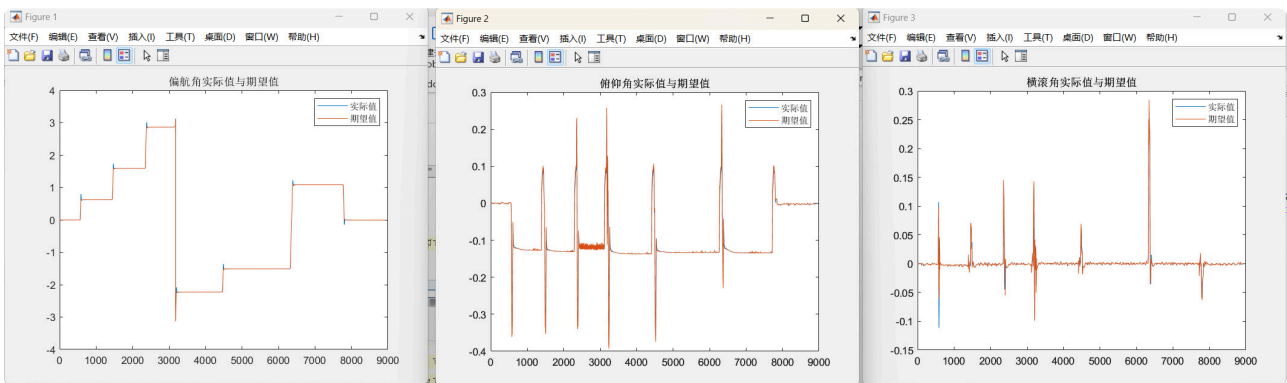 Figure 1
文件(F) 编辑(E) 查看(V) 插入(I) 工具(T) 桌面(D) 窗口(W) 帮助(H)
偏航角实际值与期望值
实际值
期望值
4
3
2
1
0
-1
-2
-3
-4
0 1000 2000 3000 4000 5000 6000 7000 8000 9000
Figure 2
文件(F) 编辑(E) 查看(V) 插入(I) 工具(T) 桌面(D) 窗口(W) 帮助(H)
俯仰角实际值与期望值
实际值
期望值
0.3
0.2
0.1
0
-0.1
-0.2
-0.3
-0.4
0 1000 2000 3000 4000 5000 6000 7000 8000 9000
Figure 3
文件(F) 编辑(E) 查看(V) 插入(I) 工具(T) 桌面(D) 窗口(W) 帮助(H)
横滚角实际值与期望值
实际值
期望值
0.3
0.25
0.2
0.15
0.1
0.05
0
-0.05
-0.1
-0.15
0 1000 2000 3000 4000 5000 6000 7000 8000 9000